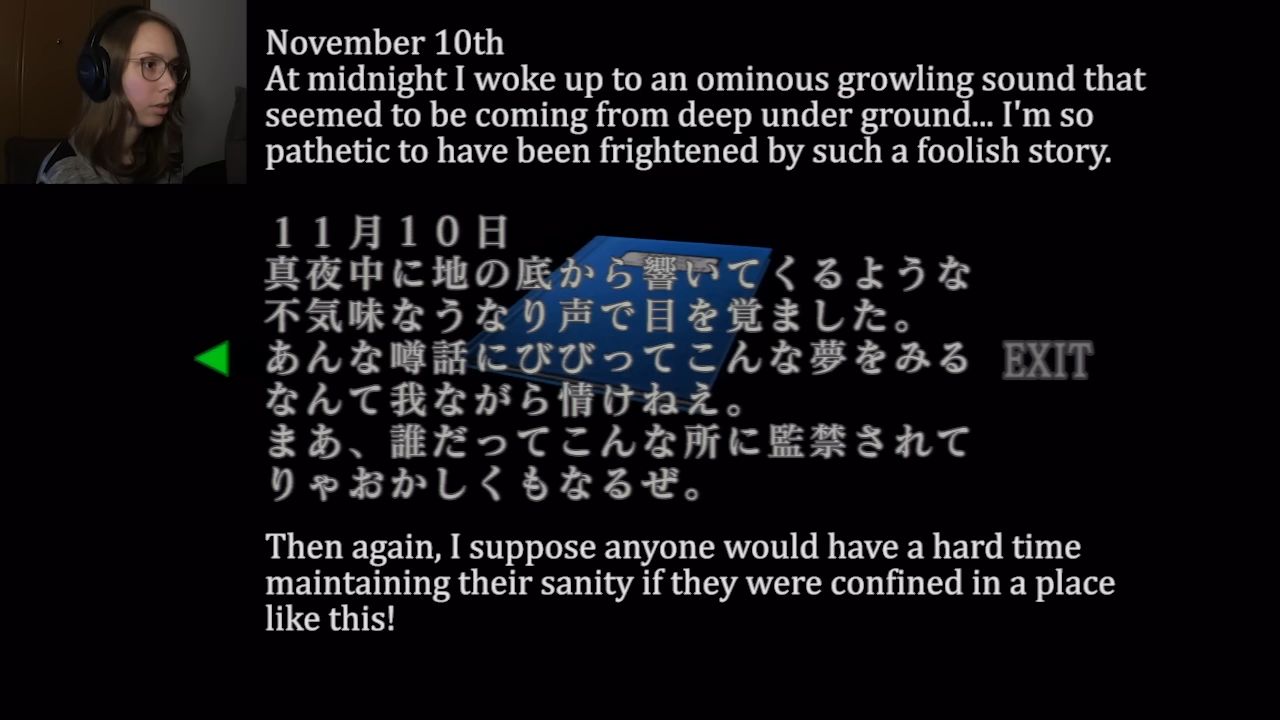 November 10th
At midnight I woke up to an ominous growling sound that
seemed to be coming from deep under ground... I'm so
pathetic to have been frightened by such a foolish story.
１１月１０日
真夜中に地の底から響いてくるような
不気味なうなり声で目を覚ました。
あんな噂話にびびってこんな夢をみる
なんて我ながら情けねえ。
まあ、誰だってこんな所に監禁されて
りゃおかしくもなるぜ。
EXIT
Then again, I suppose anyone would have a hard time
maintaining their sanity if they were confined in a place
like this!